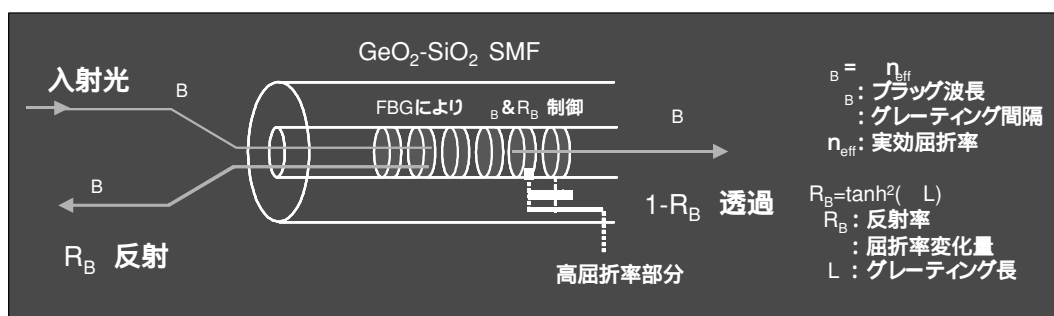 GeO₂-SiO₂ SMF
入射光
B
FBGにより B&RB 制御
B
B
RB 反射
1-RB 透過
高屈折率部分
B = neff
B : ブラッグ波長
: グレーティング間隔
neff: 実効屈折率
RB=tanh²( L)
RB : 反射率
: 屈折率変化量
L : グレーティング長